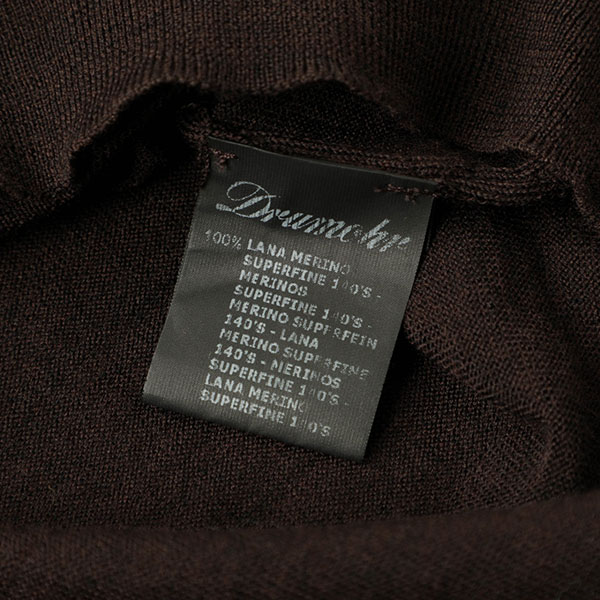 Drumohr
100% LANA MERINO
SUPERFINE 140'S -
MERINOS
SUPERFINE 140'S -
MERINO SUPERFEIN
140'S - LANA
MERINO SUPERFINE
140'S - MERINOS
SUPERFINE 140'S -
LANA MERINO
SUPERFINE 140'S